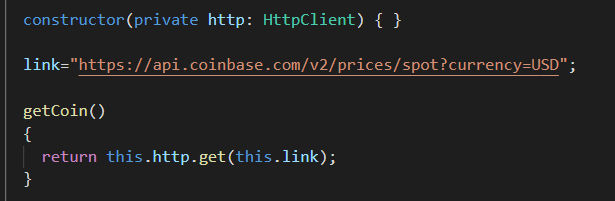 constructor(private http: HttpClient) { }
link="https://api.coinbase.com/v2/prices/spot?currency=USD";
getCoin()
{
return this.http.get(this.link);
}